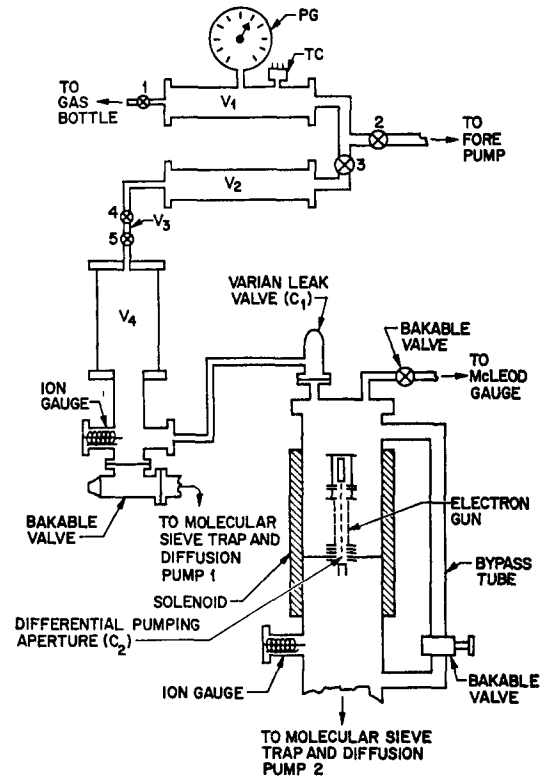 PG
TC
TO
GAS
BOTTLE
1
V1
2
TO
FORE
PUMP
3
V2
4
V3
5
V4
VARIAN LEAK
VALVE (C1)
BAKABLE
VALVE
TO
McLEOD
GAUGE
ION
GAUGE
BAKABLE
VALVE
TO MOLECULAR
SIEVE TRAP AND
DIFFUSION
PUMP 1
ELECTRON
GUN
SOLENOID
BYPASS
TUBE
DIFFERENTIAL PUMPING
APERTURE (C2)
ION GAUGE
BAKABLE
VALVE
TO MOLECULAR SIEVE
TRAP AND DIFFUSION
PUMP 2